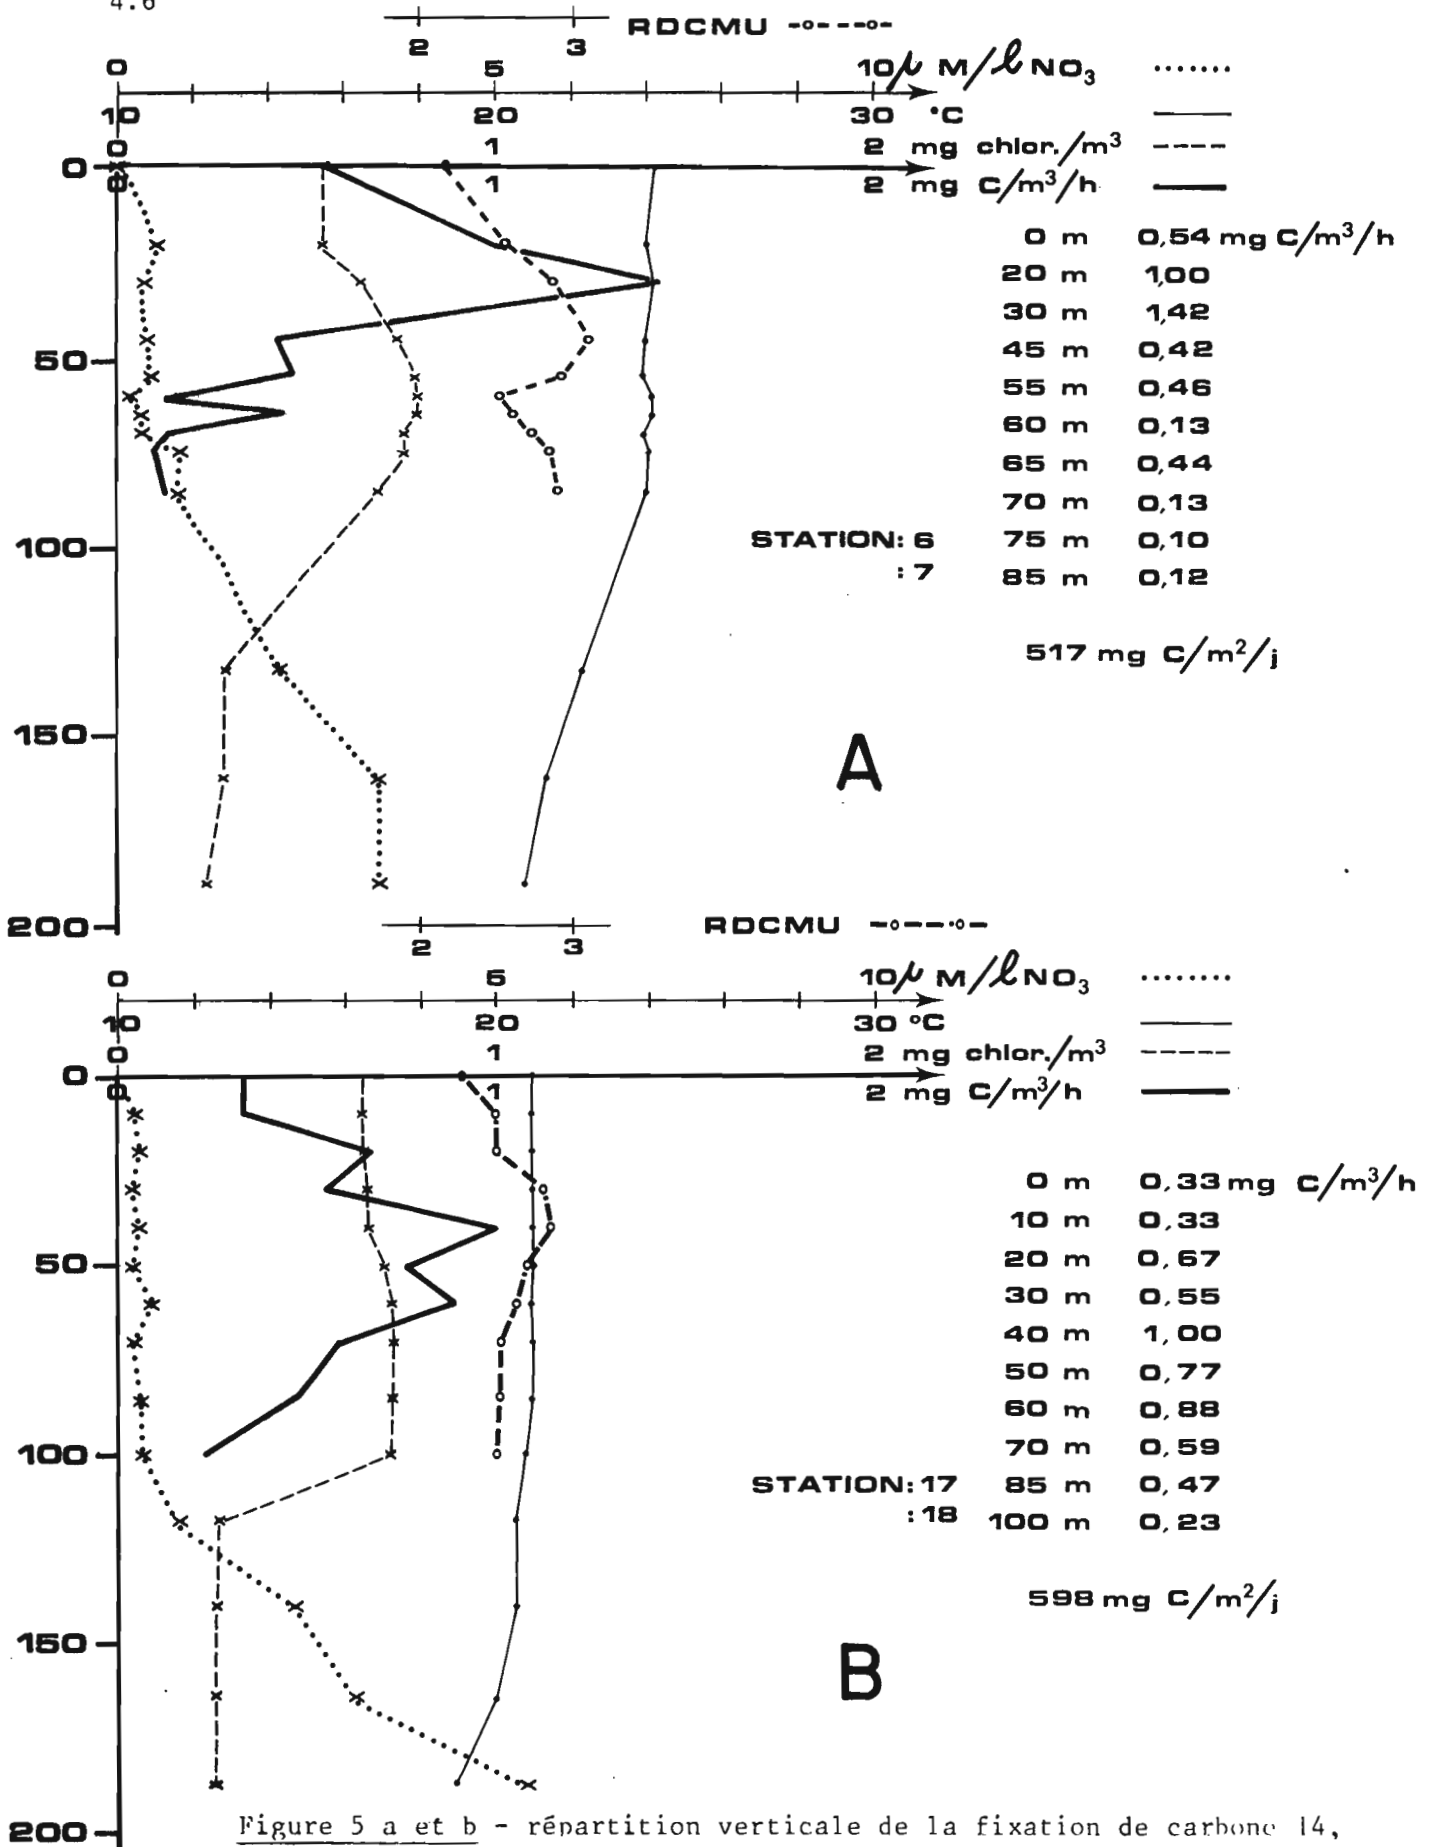 4.6
2 3 RDCMU
0 5 10 µ M/ℓ NO₃
10 20 30 °C
0 1 2 mg chlor./m³
0 0 1 2 mg C/m³/h
0 m 0,54 mg C/m³/h
20 m 1,00
30 m 1,42
45 m 0,42
50
55 m 0,46
60 m 0,13
65 m 0,44
70 m 0,13
100 STATION: 6 75 m 0,10
: 7 85 m 0,12
517 mg C/m²/j
150 A
200
2 3 RDCMU
0 5 10 µ M/ℓ NO₃
10 20 30 °C
0 1 2 mg chlor./m³
0 0 1 2 mg C/m³/h
0 m 0,33 mg C/m³/h
10 m 0,33
50 20 m 0,67
30 m 0,55
40 m 1,00
50 m 0,77
60 m 0,88
100 70 m 0,59
STATION: 17 85 m 0,47
: 18 100 m 0,23
598 mg C/m²/j
150 B
200
Figure 5 a et b - répartition verticale de la fixation de carbone 14,